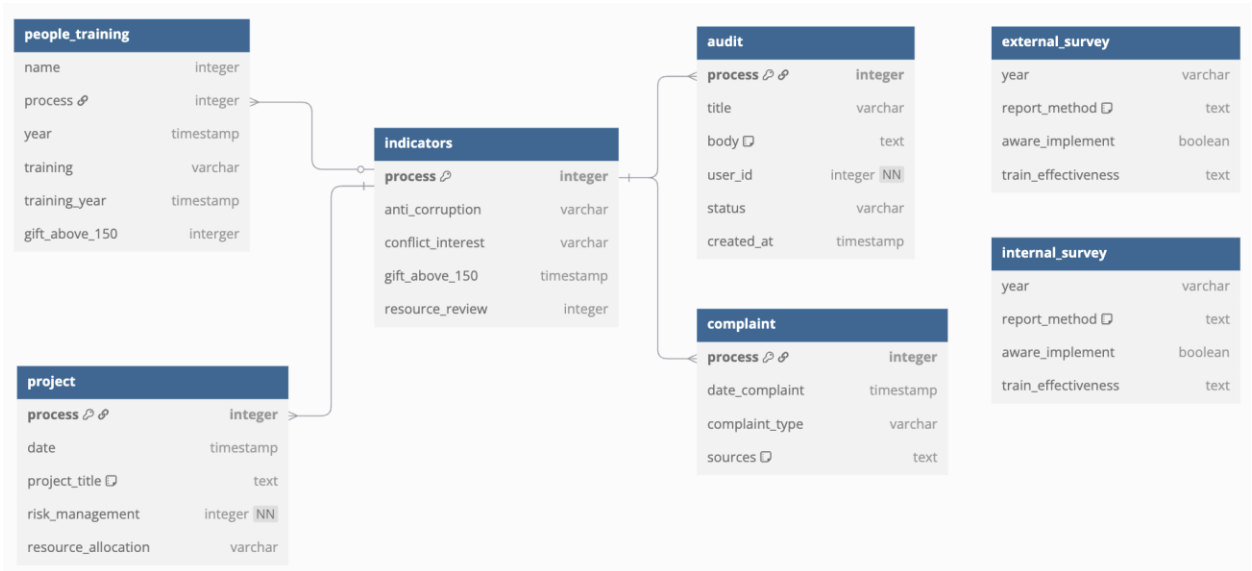 people_training
name integer
process integer
year timestamp
training varchar
training_year timestamp
gift_above_150 interger
project
process integer
date timestamp
project_title text
risk_management integer NN
resource_allocation varchar
indicators
process integer
anti_corruption varchar
conflict_interest varchar
gift_above_150 timestamp
resource_review integer
audit
process integer
title varchar
body text
user_id integer NN
status varchar
created_at timestamp
complaint
process integer
date_complaint timestamp
complaint_type varchar
sources text
external_survey
year varchar
report_method text
aware_implement boolean
train_effectiveness text
internal_survey
year varchar
report_method text
aware_implement boolean
train_effectiveness text